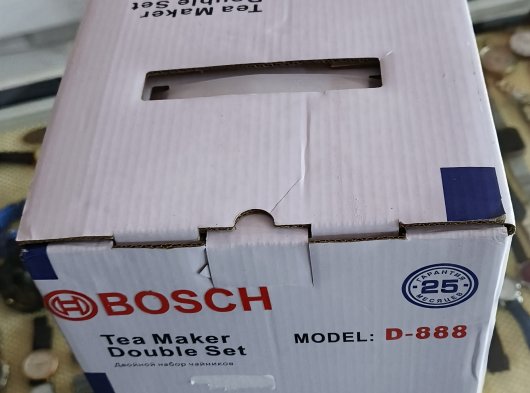 Tea Maker
Double Set
BOSCH
Tea Maker
Double Set
Двойной набор чайников
MODEL: D-888
ГАРАНТИЯ
25
МЕСЯЦЕВ